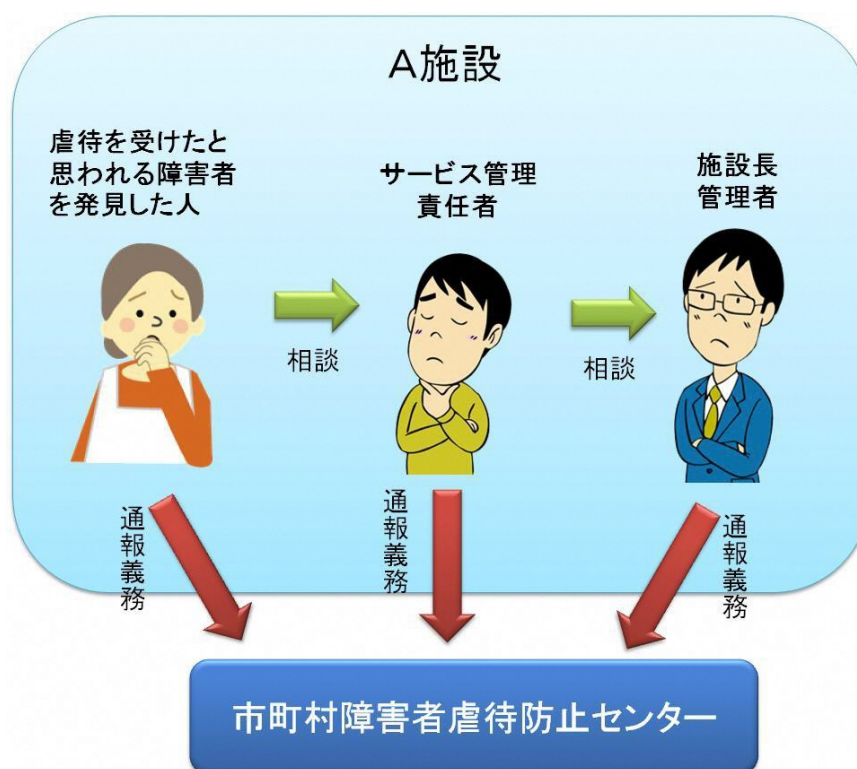 A施設
虐待を受けたと
思われる障害者
を発見した人
サービス管理
責任者
施設長
管理者
相談
相談
通報義務
通報義務
通報義務
市町村障害者虐待防止センター